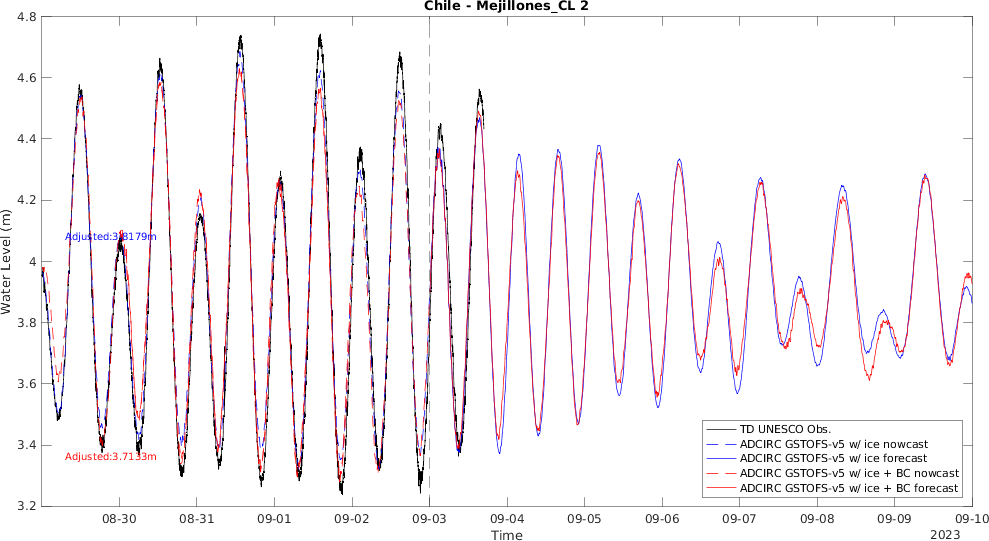 Chile - Mejillones_CL 2
4.8
4.6
4.4
4.2
4
3.8
3.6
3.4
3.2
Water Level (m)
Adjusted:3.8179m
Adjusted:3.7133m
TD UNESCO Obs.
ADCIRC GSTOFS-v5 w/ ice nowcast
ADCIRC GSTOFS-v5 w/ ice forecast
ADCIRC GSTOFS-v5 w/ ice + BC nowcast
ADCIRC GSTOFS-v5 w/ ice + BC forecast
08-30 08-31 09-01 09-02 09-03 09-04 09-05 09-06 09-07 09-08 09-09 09-10
Time
2023